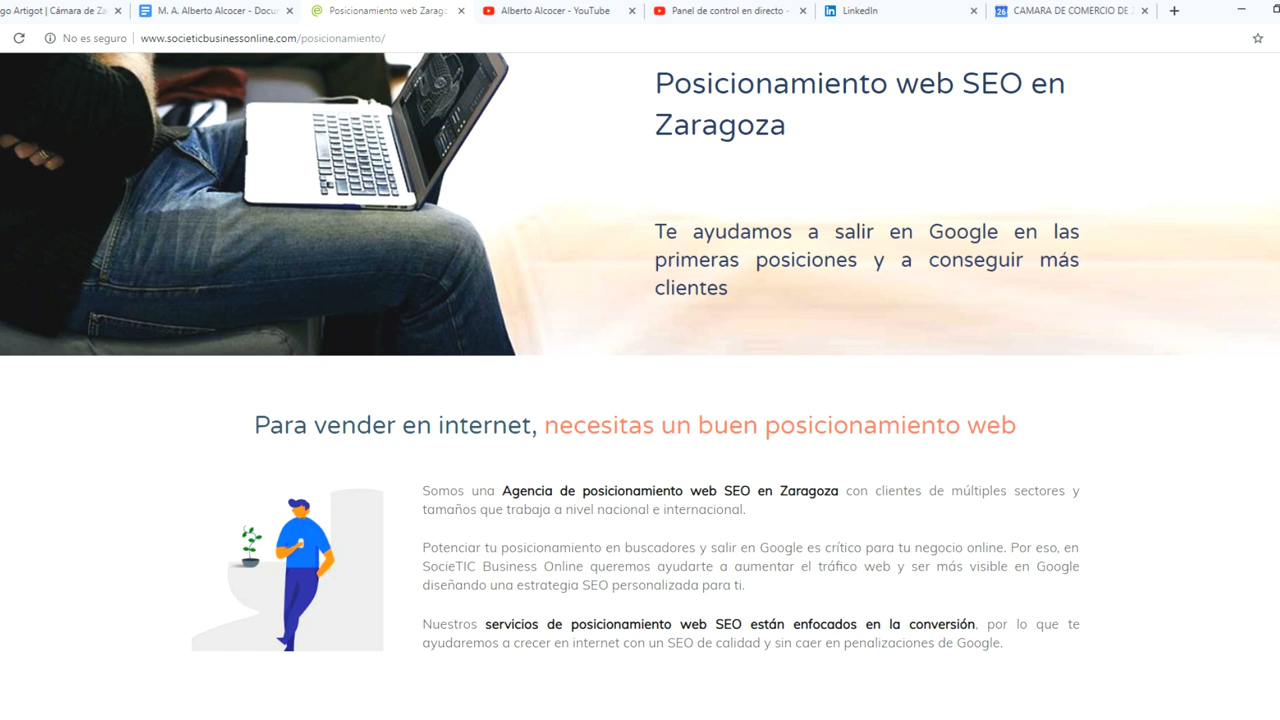 go Artigot | Cámara de Za
M. A. Alberto Alcocer - Docum
Posicionamiento web Zarago
Alberto Alcocer - YouTube
Panel de control en directo -
LinkedIn
26
CAMARA DE COMERCIO DE Z
No es seguro
www.societicbusinessonline.com/posicionamiento/
Posicionamiento web SEO en
Zaragoza
Te ayudamos a salir en Google en las
primeras posiciones y a conseguir más
clientes
Para vender en internet, necesitas un buen posicionamiento web
Somos una Agencia de posicionamiento web SEO en Zaragoza con clientes de múltiples sectores y
tamaños que trabaja a nivel nacional e internacional.
Potenciar tu posicionamiento en buscadores y salir en Google es crítico para tu negocio online. Por eso, en
SocieTIC Business Online queremos ayudarte a aumentar el tráfico web y ser más visible en Google
diseñando una estrategia SEO personalizada para ti.
Nuestros servicios de posicionamiento web SEO están enfocados en la conversión, por lo que te
ayudaremos a crecer en internet con un SEO de calidad y sin caer en penalizaciones de Google.